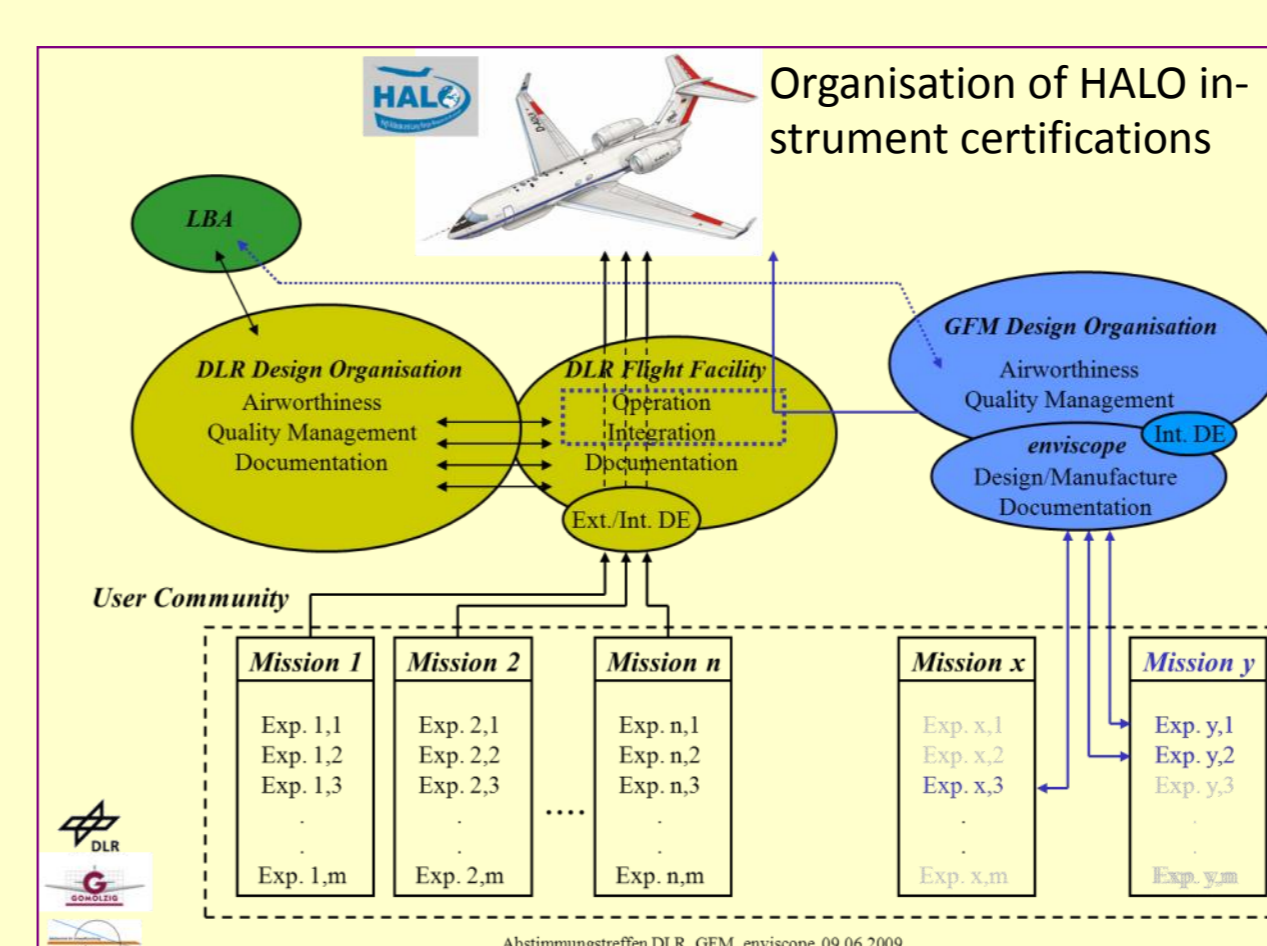 Organisation of HALO in-
strument certifications
HALO
LBA
DLR Design Organisation
Airworthiness
Quality Management
Documentation
DLR Flight Facility
Operation
Integration
Documentation
Ext./Int. DE
GFM Design Organisation
Airworthiness
Quality Management
Int. DE
enviscope
Design/Manufacture
Documentation
User Community
Mission 1
Exp. 1,1
Exp. 1,2
Exp. 1,3
.
.
Exp. 1,m
Mission 2
Exp. 2,1
Exp. 2,2
Exp. 2,3
.
.
Exp. 2,m
....
Mission n
Exp. n,1
Exp. n,2
Exp. n,3
.
.
Exp. n,m
Mission x
Exp. x,1
Exp. x,2
Exp. x,3
.
.
Exp. x,m
Mission y
Exp. y,1
Exp. y,2
Exp. y,3
.
.
Exp. y,m
DLR
G
GOMOLZIG
Abstimmungstreffen DLR, GFM, enviscope, 09.06.2009